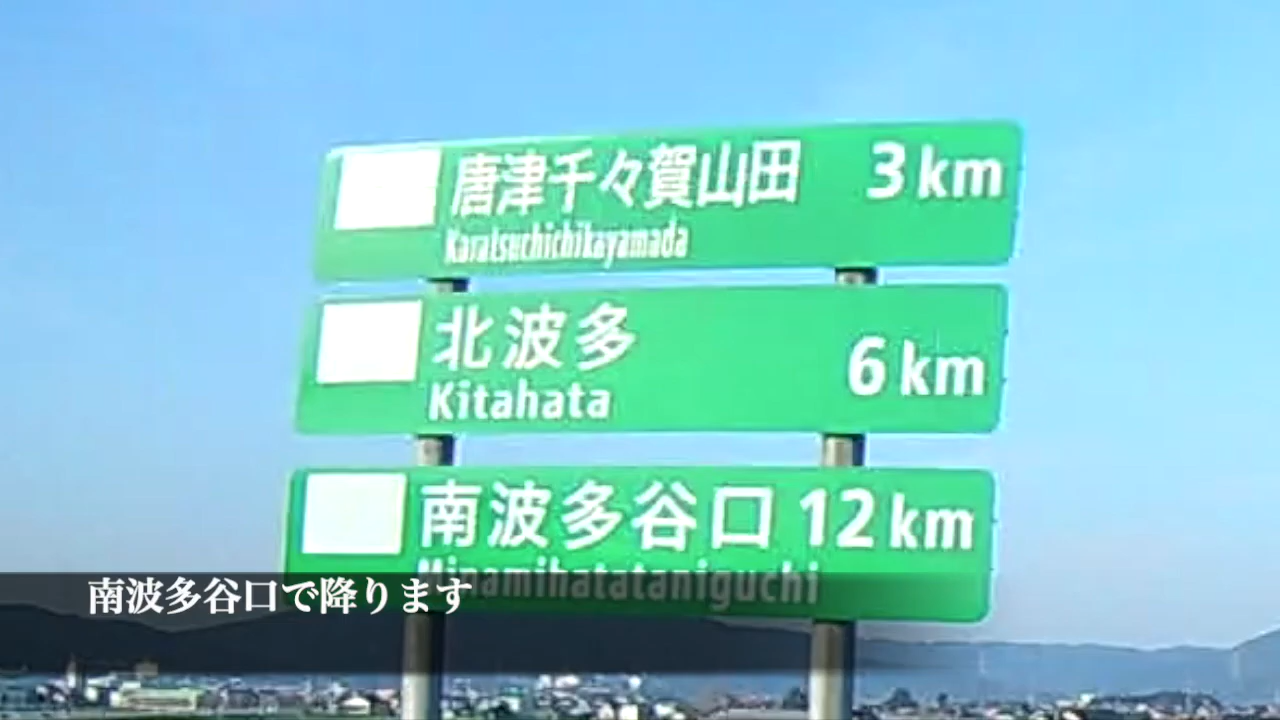 唐津千々賀山田 3km
Karatsuchichikayamada
北波多 6km
Kitahata
南波多谷口 12km
Minamihatataniguchi
南波多谷口で降ります